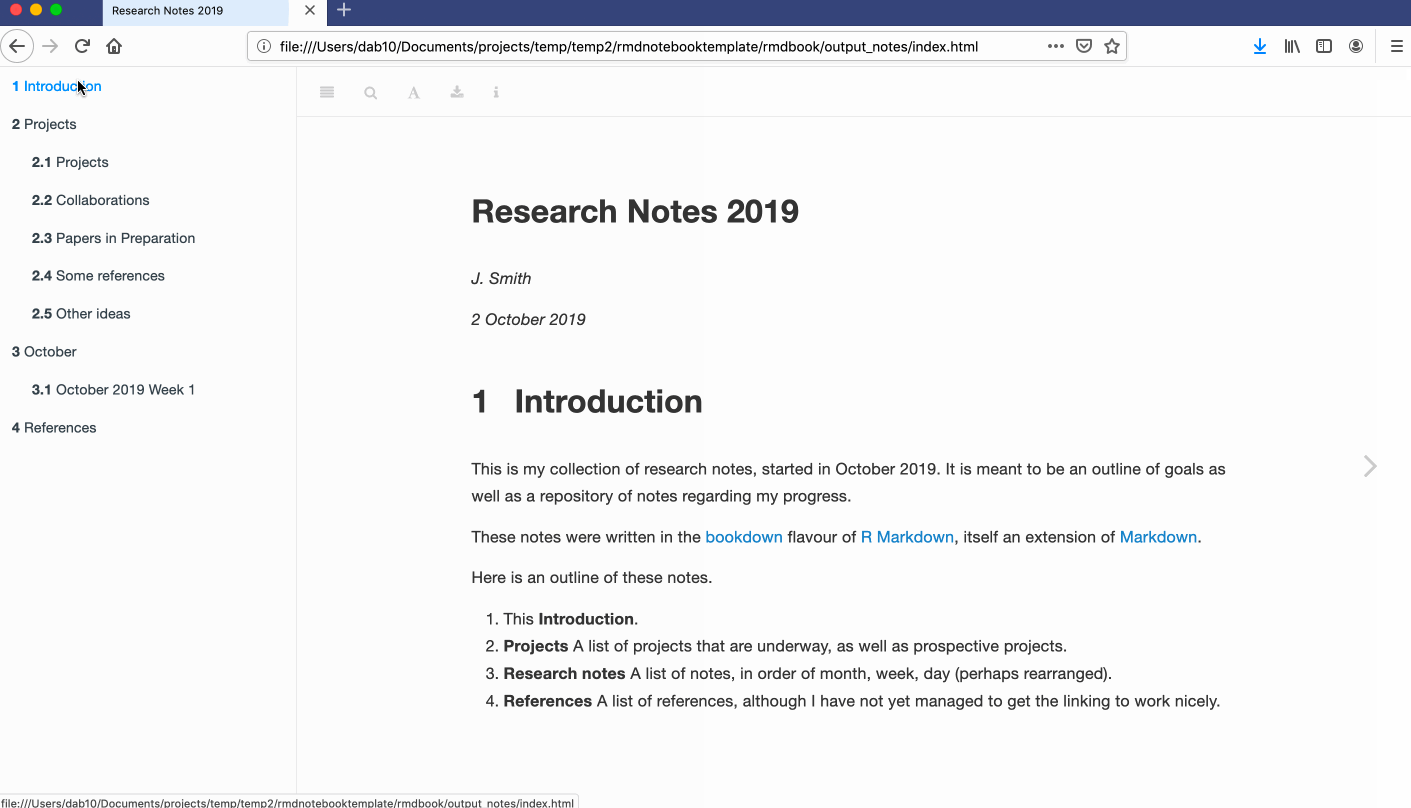 Research Notes 2019
file:///Users/dab10/Documents/projects/temp/temp2/rmdnotebooktemplate/rmdbook/output_notes/index.html
1 Introduction
2 Projects
2.1 Projects
2.2 Collaborations
2.3 Papers in Preparation
2.4 Some references
2.5 Other ideas
3 October
3.1 October 2019 Week 1
4 References
A
i
Research Notes 2019
J. Smith
2 October 2019
1 Introduction
This is my collection of research notes, started in October 2019. It is meant to be an outline of goals as
well as a repository of notes regarding my progress.
These notes were written in the bookdown flavour of R Markdown, itself an extension of Markdown.
Here is an outline of these notes.
1. This Introduction.
2. Projects A list of projects that are underway, as well as prospective projects.
3. Research notes A list of notes, in order of month, week, day (perhaps rearranged).
4. References A list of references, although I have not yet managed to get the linking to work nicely.
file:///Users/dab10/Documents/projects/temp/temp2/rmdnotebooktemplate/rmdbook/output_notes/index.html